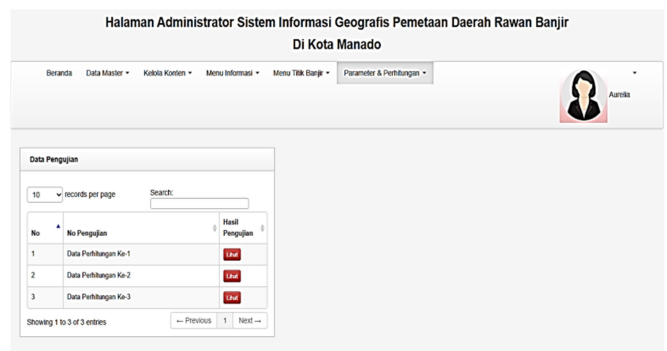 Halaman Administrator Sistem Informasi Geografis Pemetaan Daerah Rawan Banjir
Di Kota Manado
Beranda Data Master Kelola Konten Menu Informasi Menu Titik Banjir Parameter & Perhitungan
Aurelia
Data Pengujian
10 records per page Search:
No No Pengujian Hasil Pengujian
1 Data Perhitungan Ke-1 Lihat
2 Data Perhitungan Ke-2 Lihat
3 Data Perhitungan Ke-3 Lihat
Showing 1 to 3 of 3 entries ← Previous 1 Next →